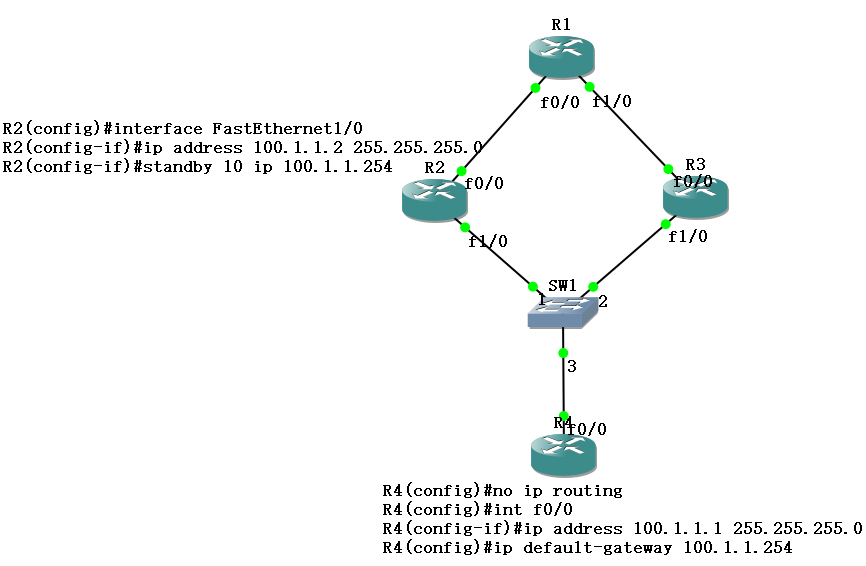 R1
f0/0
f1/0
R2(config)#interface FastEthernet1/0
R2(config-if)#ip address 100.1.1.2 255.255.255.0
R2(config-if)#standby 10 ip 100.1.1.254
R2
f0/0
R3
f0/0
f1/0
f1/0
SW1
1
2
3
R4
f0/0
R4(config)#no ip routing
R4(config)#int f0/0
R4(config-if)#ip address 100.1.1.1 255.255.255.0
R4(config)#ip default-gateway 100.1.1.254